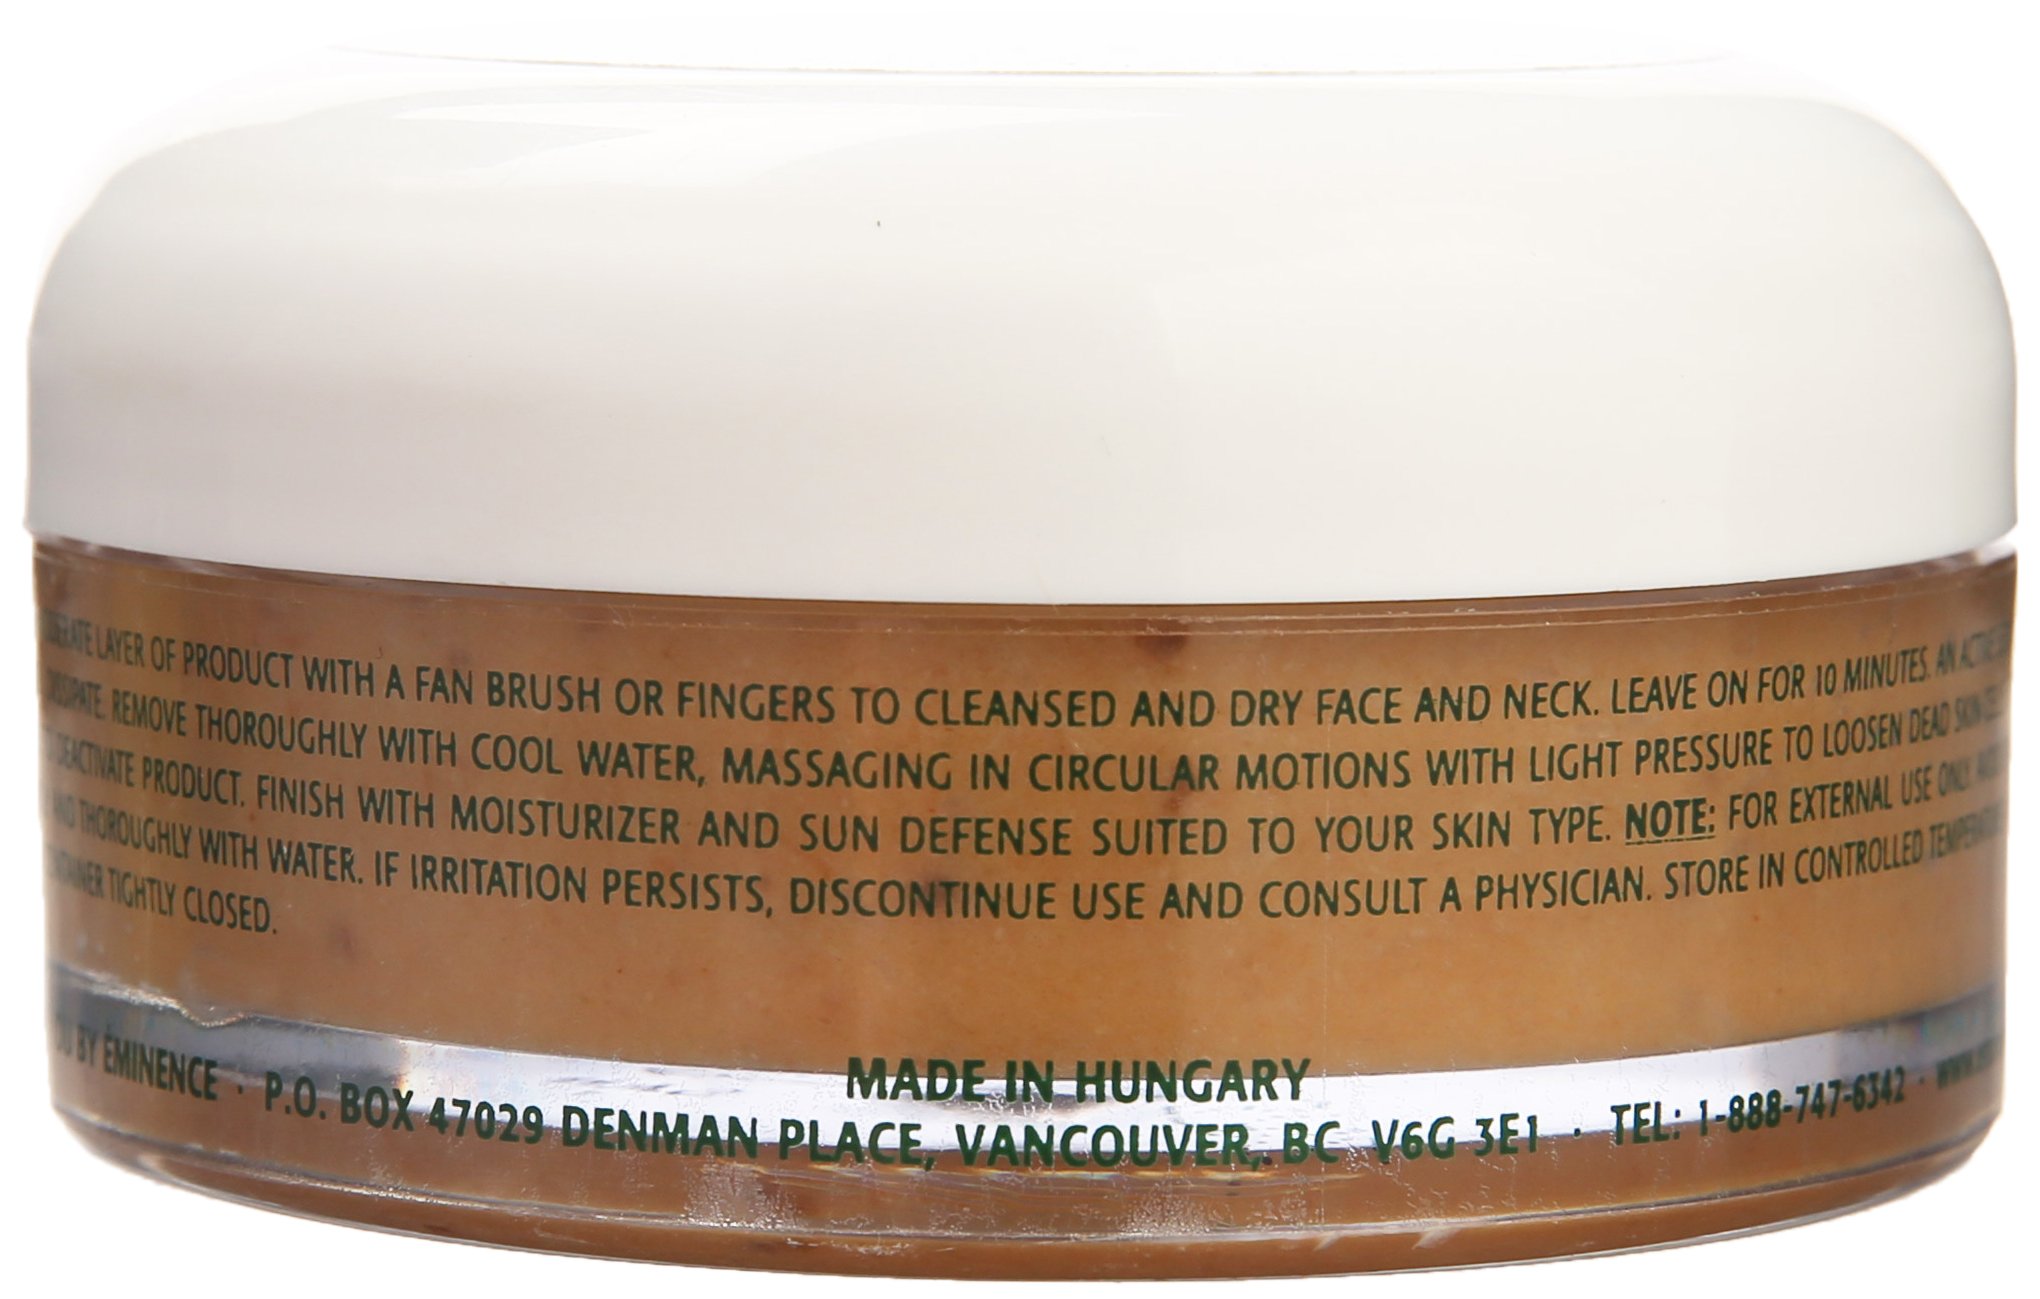 LAYER OF PRODUCT WITH A FAN BRUSH OR FINGERS TO CLEANSED AND DRY FACE AND NECK. LEAVE ON FOR 10 MINUTES. AN
REMOVE THOROUGHLY WITH COOL WATER, MASSAGING IN CIRCULAR MOTIONS WITH LIGHT PRESSURE TO LOOSEN DEAD SKIN
DEACTIVATE PRODUCT. FINISH WITH MOISTURIZER AND SUN DEFENSE SUITED TO YOUR SKIN TYPE. NOTE: FOR EXTERNAL USE ONLY.
AND THOROUGHLY WITH WATER. IF IRRITATION PERSISTS, DISCONTINUE USE AND CONSULT A PHYSICIAN. STORE IN CONTROLLED
TIGHTLY CLOSED.
MADE IN HUNGARY
BY ÉMINENCE · P.O. BOX 47029 DENMAN PLACE, VANCOUVER, BC V6G 3E1 · TEL: 1-888-747-6342 ·